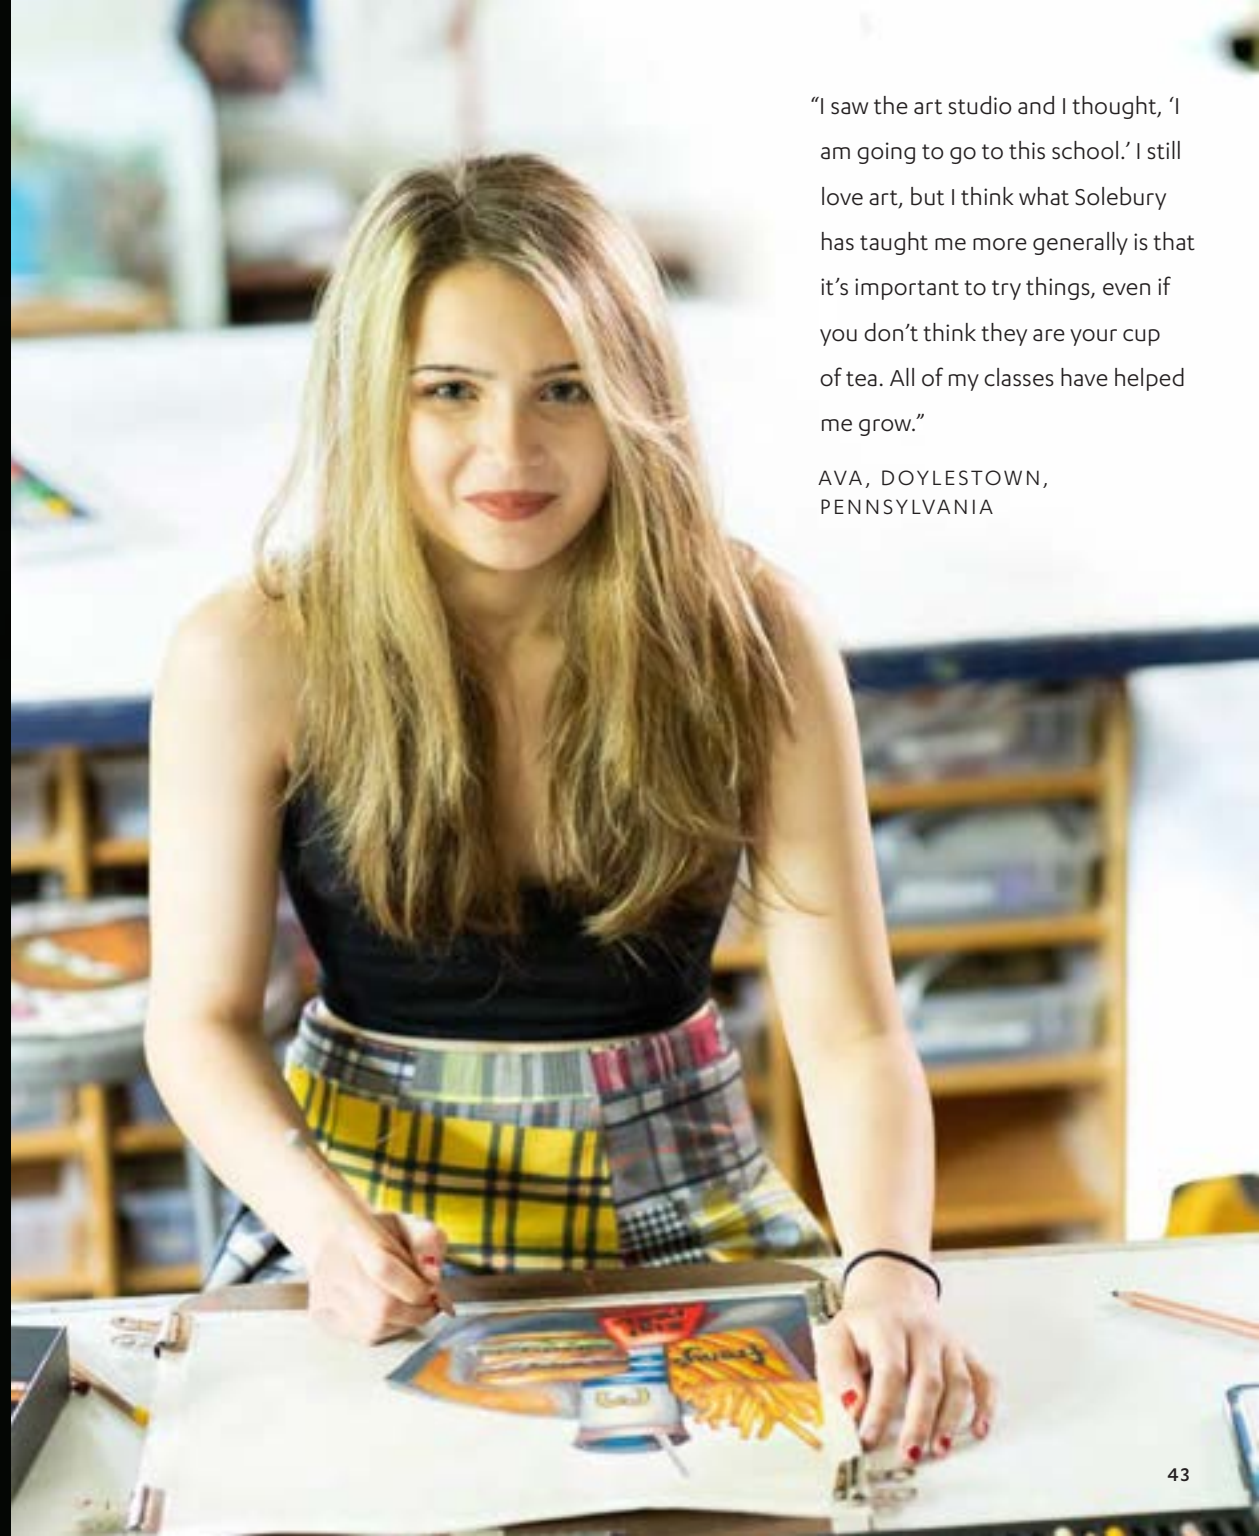 “I saw the art studio and I thought, ‘I
am going to go to this school.’ I still
love art, but I think what Solebury
has taught me more generally is that
it’s important to try things, even if
you don’t think they are your cup
of tea. All of my classes have helped
me grow.”
AVA, DOYLESTOWN,
PENNSYLVANIA
43